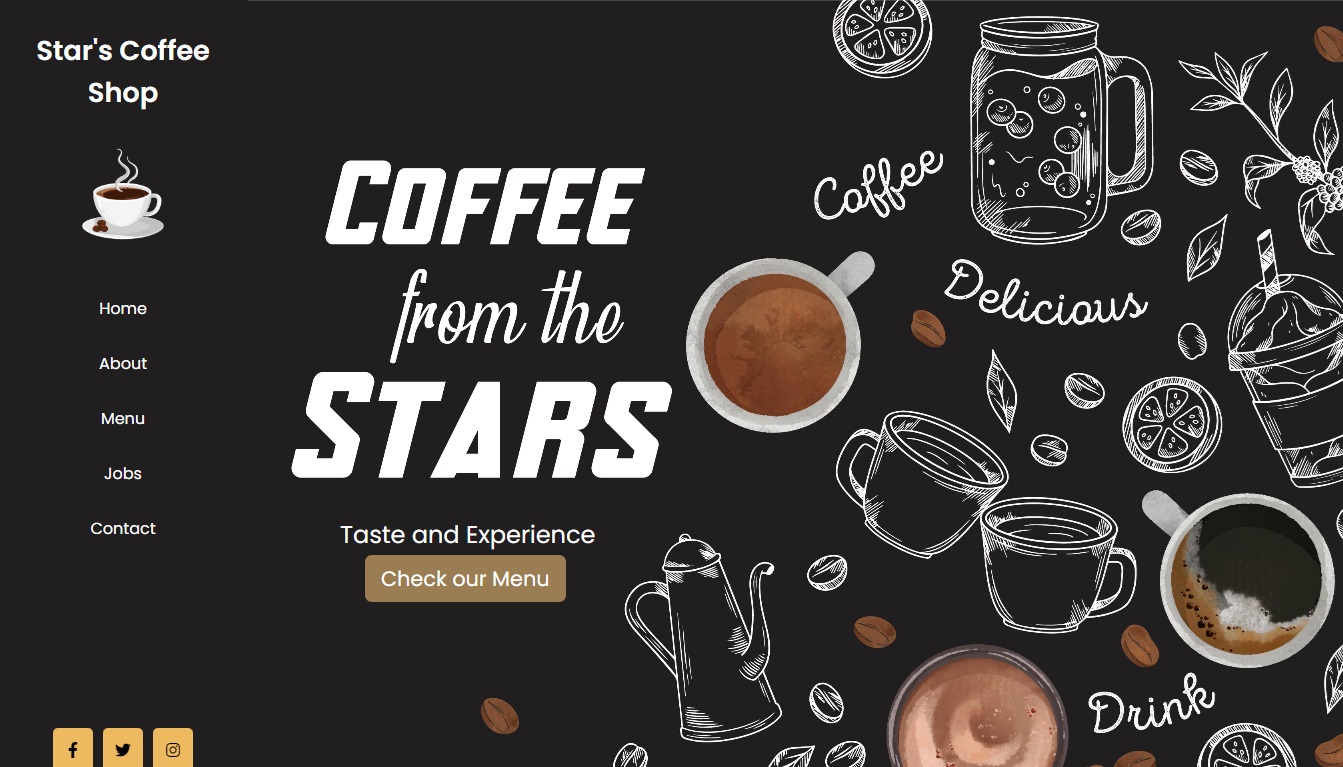 Star's Coffee
Shop
Home
About
Menu
Jobs
Contact
COFFEE
from the
STARS
Taste and Experience
Check our Menu
Coffee
Delicious
Drink